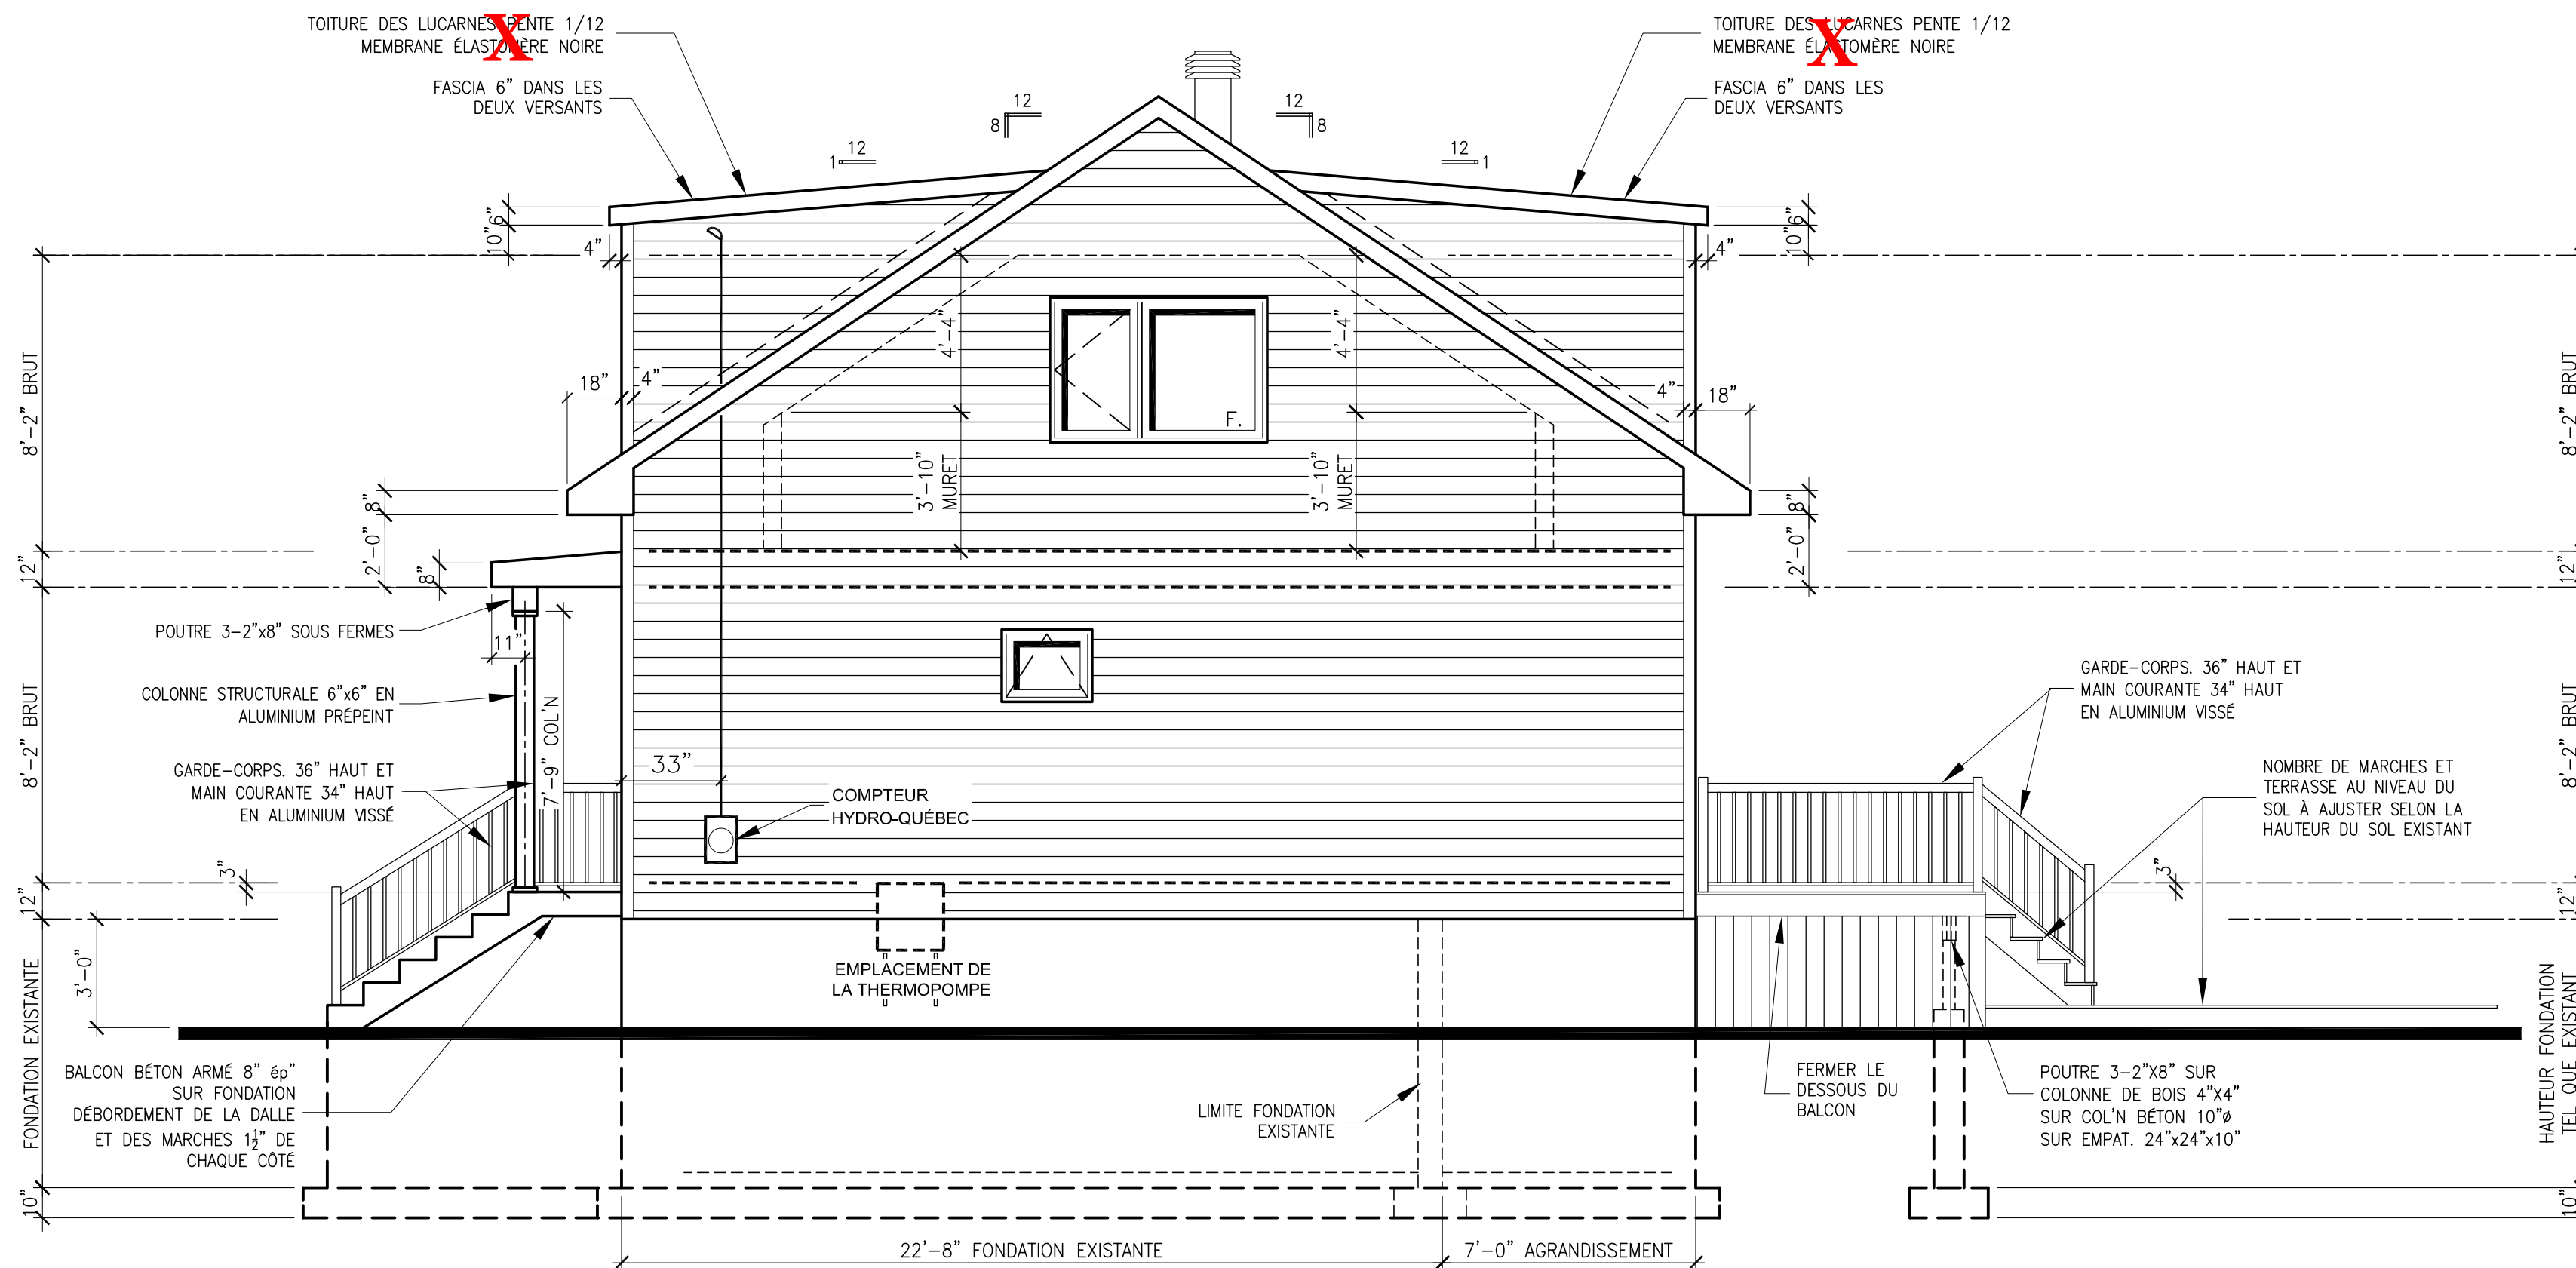 TOITURE DES LUCARNES PENTE 1/12
MEMBRANE ÉLASTOMÈRE NOIRE
X
FASCIA 6" DANS LES
DEUX VERSANTS
TOITURE DES LUCARNES PENTE 1/12
MEMBRANE ÉLASTOMÈRE NOIRE
X
FASCIA 6" DANS LES
DEUX VERSANTS
12
8
12
8
12
1
12
1
6"
10"
4"
6"
10"
4"
8'-2" BRUT
12"
8'-2" BRUT
12"
FONDATION EXISTANTE
10"
3'-0"
18"
4"
4"
18"
4'-4"
4'-4"
3'-10"
MURET
3'-10"
MURET
F.
8"
2'-0"
8"
8"
2'-0"
POUTRE 3-2"x8" SOUS FERMES
11"
COLONNE STRUCTURALE 6"x6" EN
ALUMINIUM PRÉPEINT
7'-9" COL'N
GARDE-CORPS. 36" HAUT ET
MAIN COURANTE 34" HAUT
EN ALUMINIUM VISSÉ
3"
33"
COMPTEUR
HYDRO-QUÉBEC
EMPLACEMENT DE
LA THERMOPOMPE
GARDE-CORPS. 36" HAUT ET
MAIN COURANTE 34" HAUT
EN ALUMINIUM VISSÉ
NOMBRE DE MARCHES ET
TERRASSE AU NIVEAU DU
SOL À AJUSTER SELON LA
HAUTEUR DU SOL EXISTANT
3"
8'-2" BRUT
12"
8'-2" BRUT
12"
HAUTEUR FONDATION
TEL QUE EXISTANT
10"
BALCON BÉTON ARMÉ 8" ép"
SUR FONDATION
DÉBORDEMENT DE LA DALLE
ET DES MARCHES 1½" DE
CHAQUE CÔTÉ
LIMITE FONDATION
EXISTANTE
FERMER LE
DESSOUS DU
BALCON
POUTRE 3-2"X8" SUR
COLONNE DE BOIS 4"X4"
SUR COL'N BÉTON 10"ø
SUR EMPAT. 24"x24"x10"
22'-8" FONDATION EXISTANTE
7'-0" AGRANDISSEMENT